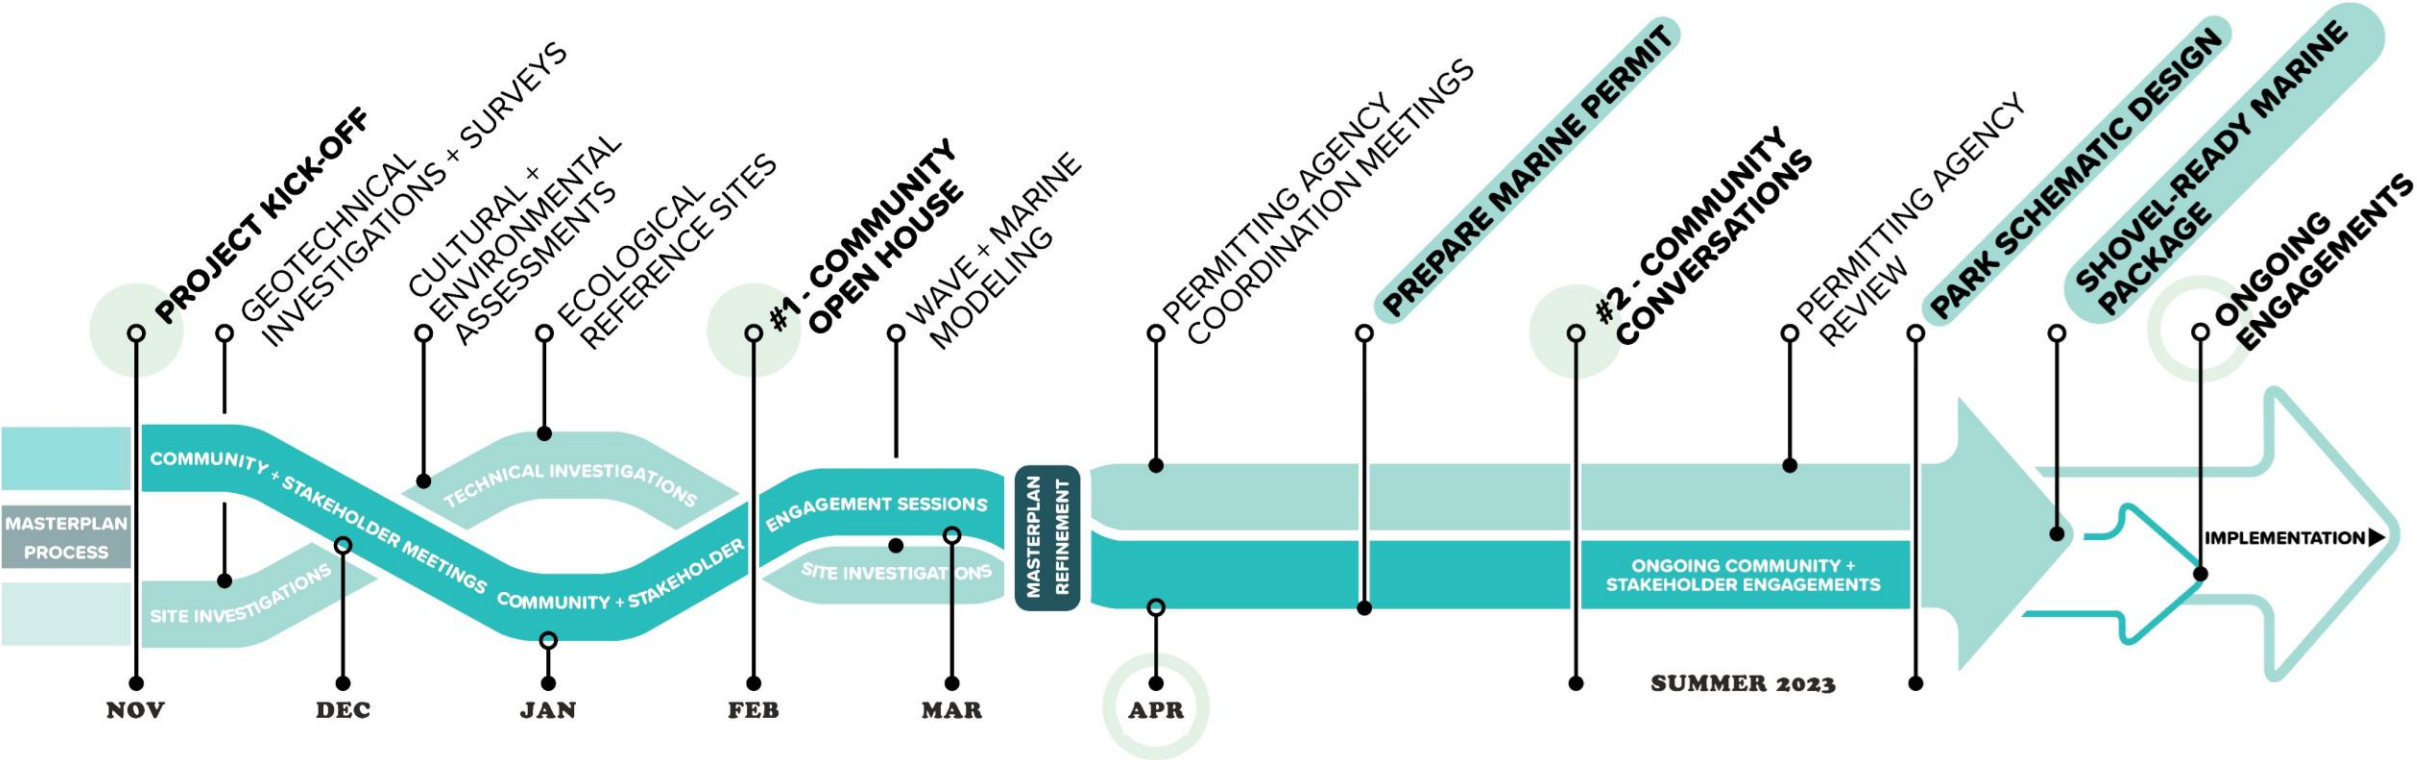 PROJECT KICK-OFF
GEOTECHNICAL
INVESTIGATIONS + SURVEYS
CULTURAL +
ENVIRONMENTAL
ASSESSMENTS
ECOLOGICAL
REFERENCE SITES
#1 - COMMUNITY
OPEN HOUSE
WAVE + MARINE
MODELING
PERMITTING AGENCY
COORDINATION MEETINGS
PREPARE MARINE PERMIT
#2 - COMMUNITY
CONVERSATIONS
PERMITTING AGENCY
REVIEW
PARK SCHEMATIC DESIGN
SHOVEL-READY MARINE
PACKAGE
ONGOING
ENGAGEMENTS
MASTERPLAN
PROCESS
COMMUNITY + STAKEHOLDER MEETINGS
SITE INVESTIGATIONS
TECHNICAL INVESTIGATIONS
COMMUNITY + STAKEHOLDER
ENGAGEMENT SESSIONS
SITE INVESTIGATIONS
MASTERPLAN
REFINEMENT
ONGOING COMMUNITY +
STAKEHOLDER ENGAGEMENTS
IMPLEMENTATION
NOV
DEC
JAN
FEB
MAR
APR
SUMMER 2023